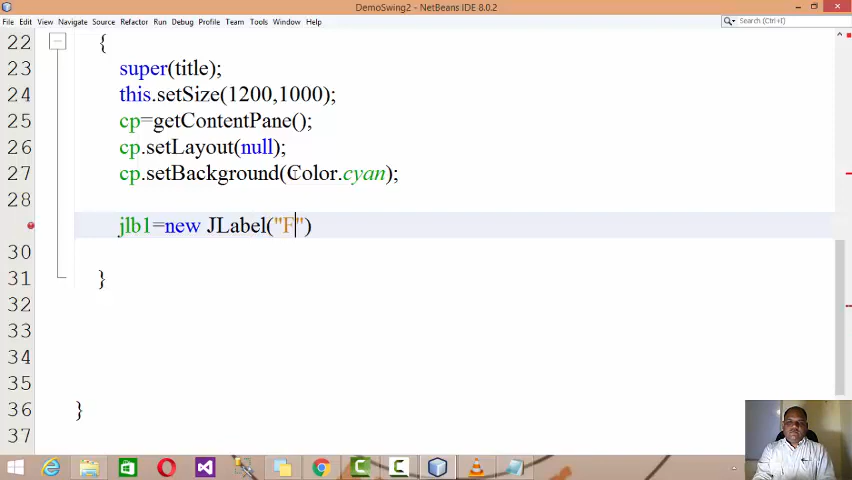 DemoSwing2 - NetBeans IDE 8.0.2
File Edit View Navigate Source Refactor Run Debug Profile Team Tools Window Help
Search (Ctrl+I)
22 {
23 super(title);
24 this.setSize(1200,1000);
25 cp=getContentPane();
26 cp.setLayout(null);
27 cp.setBackground(Color.cyan);
28
jlb1=new JLabel("F")
30
31 }
32
33
34
35
36 }
37